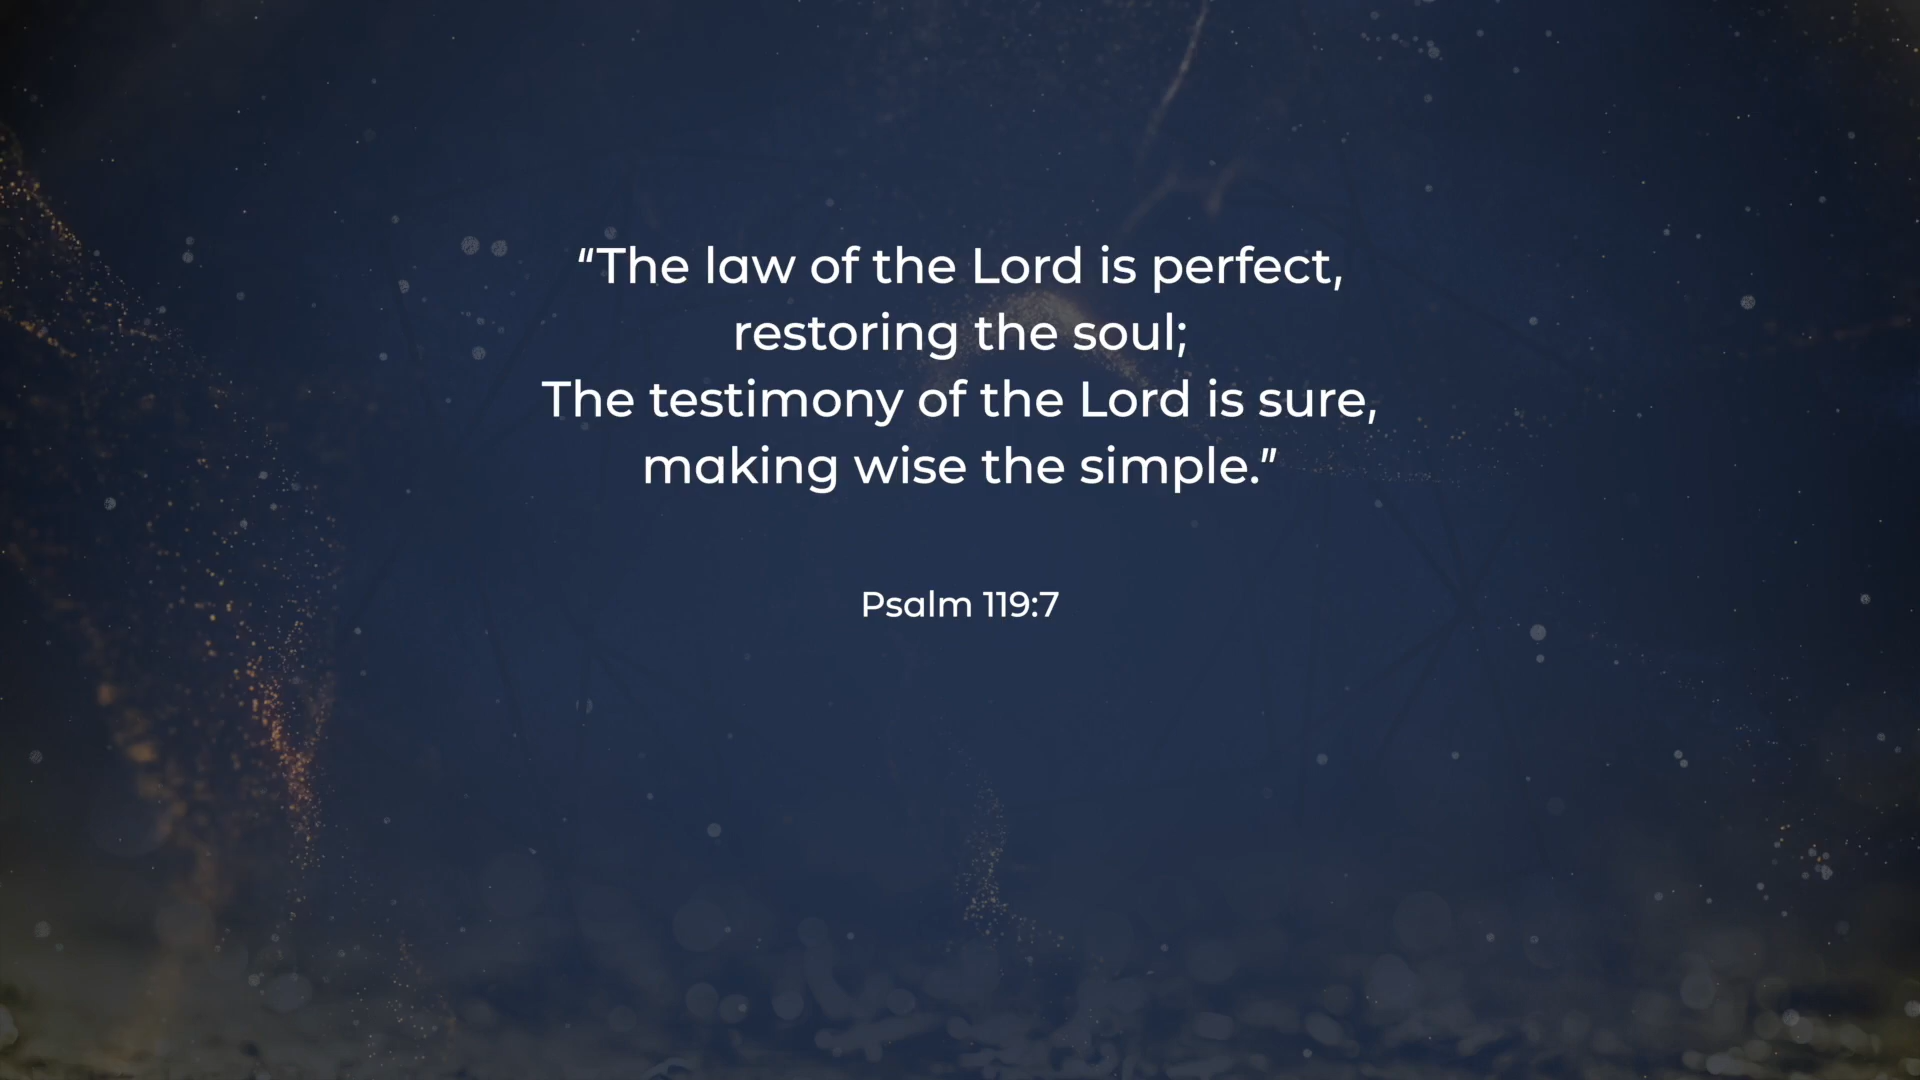 “The law of the Lord is perfect,
restoring the soul;
The testimony of the Lord is sure,
making wise the simple.”
Psalm 119:7